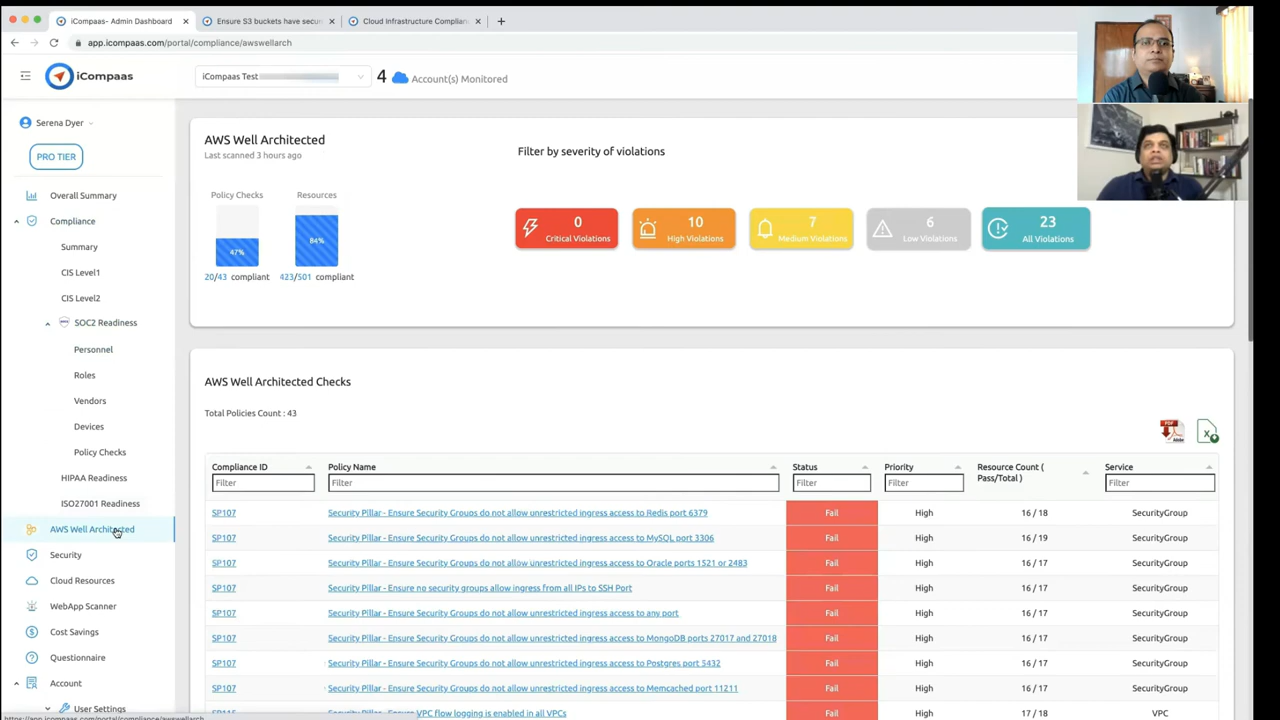 iCompaas- Admin Dashboard
Ensure S3 buckets have secur
Cloud Infrastructure Complian
app.icompaas.com/portal/compliance/awswellarch
iCompaas
iCompaas Test
4 Account(s) Monitored
Serena Dyer
PRO TIER
Overall Summary
Compliance
Summary
CIS Level1
CIS Level2
SOC2 Readiness
Personnel
Roles
Vendors
Devices
Policy Checks
HIPAA Readiness
ISO27001 Readiness
AWS Well Architected
Security
Cloud Resources
WebApp Scanner
Cost Savings
Questionnaire
Account
User Settings
https://app.icompaas.com/portal/compliance/awswellarch
AWS Well Architected
Last scanned 3 hours ago
Filter by severity of violations
Policy Checks
Resources
47%
84%
20/43 compliant
423/501 compliant
0
Critical Violations
10
High Violations
7
Medium Violations
6
Low Violations
23
All Violations
AWS Well Architected Checks
Total Policies Count : 43
Compliance ID Policy Name Status Priority Resource Count ( Pass/Total ) Service
Filter Filter Filter Filter Filter
SP107 Security Pillar - Ensure Security Groups do not allow unrestricted ingress access to Redis port 6379 Fail High 16 / 18 SecurityGroup
SP107 Security Pillar - Ensure Security Groups do not allow unrestricted ingress access to MySQL port 3306 Fail High 16 / 19 SecurityGroup
SP107 Security Pillar - Ensure Security Groups do not allow unrestricted ingress access to Oracle ports 1521 or 2483 Fail High 16 / 17 SecurityGroup
SP107 Security Pillar - Ensure no security groups allow ingress from all IPs to SSH Port Fail High 16 / 17 SecurityGroup
SP107 Security Pillar - Ensure Security Groups do not allow unrestricted ingress access to any port Fail High 16 / 17 SecurityGroup
SP107 Security Pillar - Ensure Security Groups do not allow unrestricted ingress access to MongoDB ports 27017 and 27018 Fail High 16 / 17 SecurityGroup
SP107 Security Pillar - Ensure Security Groups do not allow unrestricted ingress access to Postgres port 5432 Fail High 16 / 17 SecurityGroup
SP107 Security Pillar - Ensure Security Groups do not allow unrestricted ingress access to Memcached port 11211 Fail High 16 / 17 SecurityGroup
Security Pillar - Ensure VPC flow logging is enabled in all VPCs Fail High 17 / 18 VPC